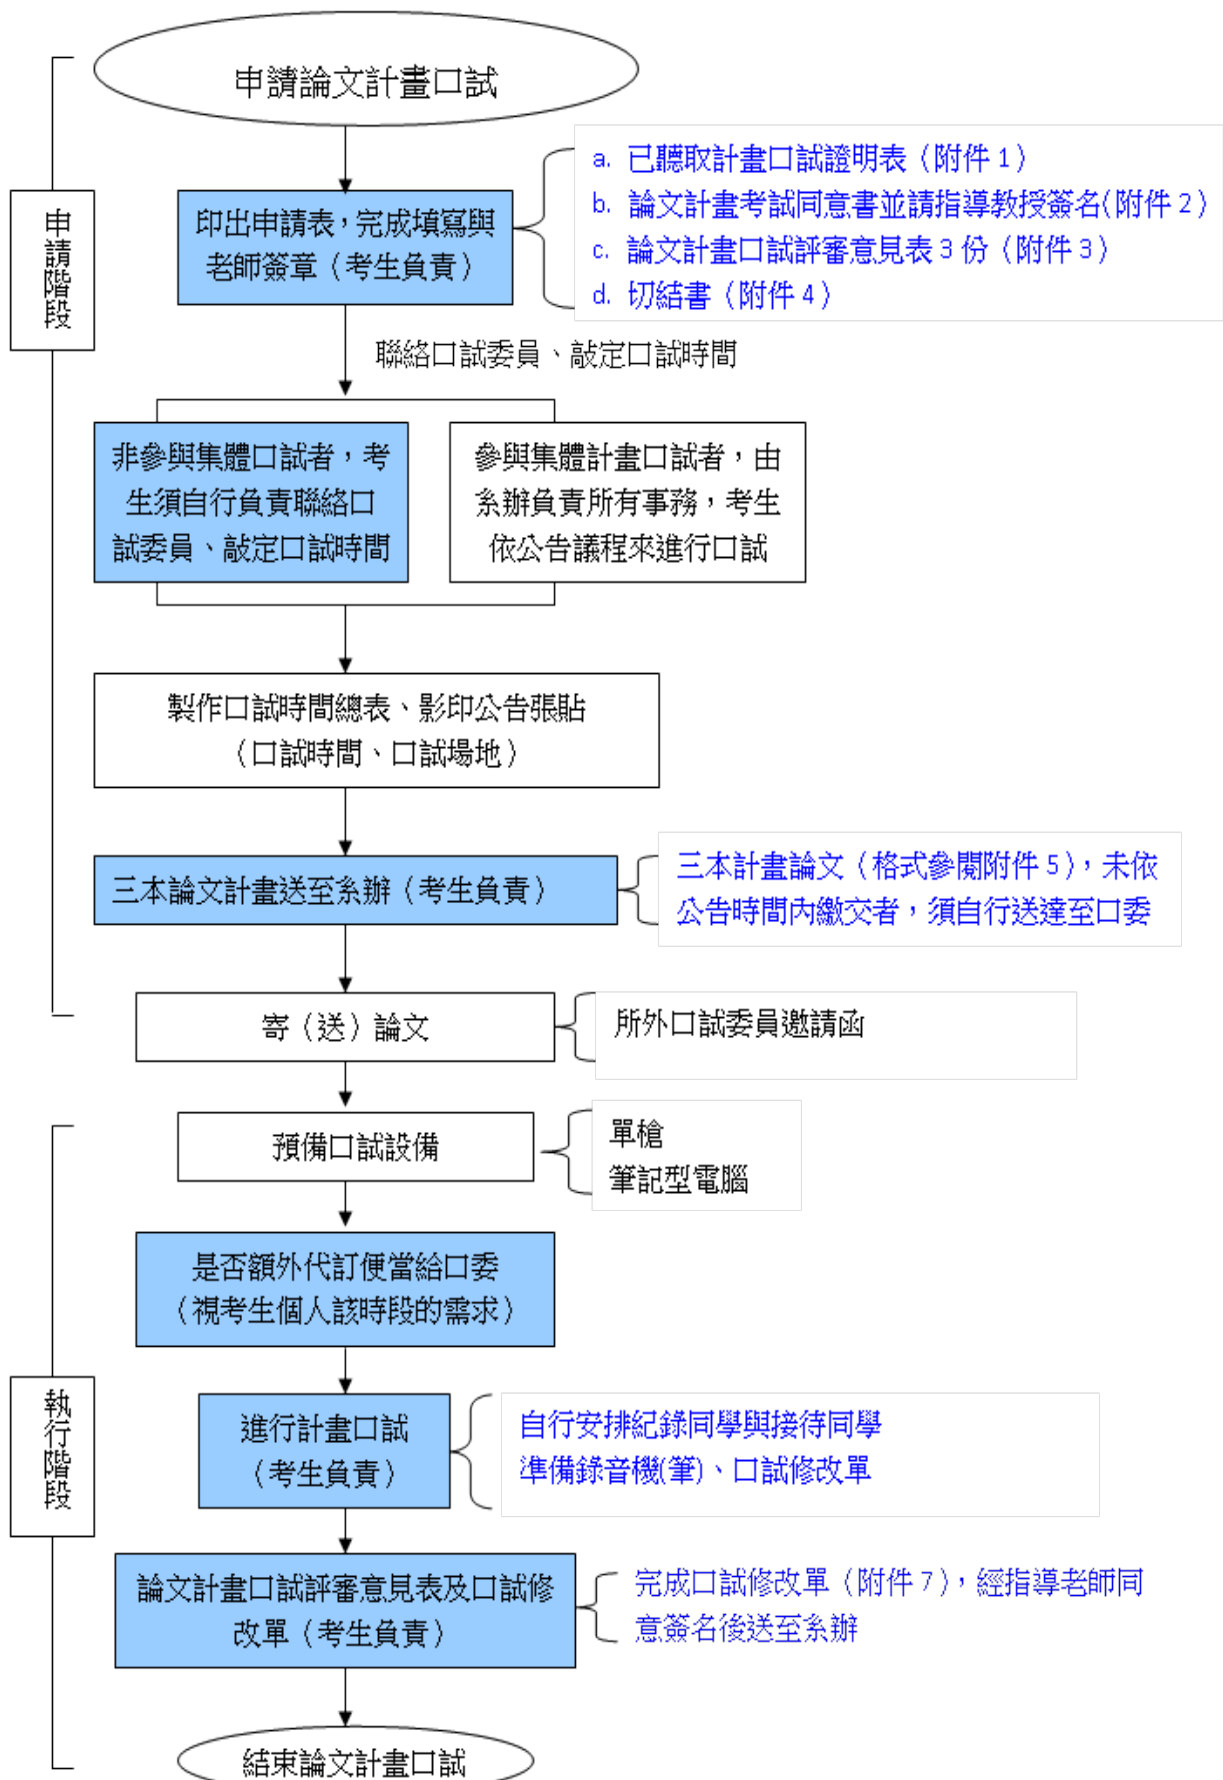 申請論文計畫口試
申請階段
印出申請表，完成填寫與
老師簽章（考生負責）
a. 已聽取計畫口試證明表（附件 1）
b. 論文計畫考試同意書並請指導教授簽名(附件 2)
c. 論文計畫口試評審意見表 3 份（附件 3）
d. 切結書（附件 4）
聯絡口試委員、敲定口試時間
非參與集體口試者，考
生須自行負責聯絡口
試委員、敲定口試時間
參與集體計畫口試者，由
系辦負責所有事務，考生
依公告議程來進行口試
製作口試時間總表、影印公告張貼
（口試時間、口試場地）
三本論文計畫送至系辦（考生負責）
三本計畫論文（格式參閱附件 5），未依
公告時間內繳交者，須自行送達至口委
寄（送）論文
所外口試委員邀請函
執行階段
預備口試設備
單槍
筆記型電腦
是否額外代訂便當給口委
（視考生個人該時段的需求）
進行計畫口試
（考生負責）
自行安排紀錄同學與接待同學
準備錄音機(筆)、口試修改單
論文計畫口試評審意見表及口試修
改單（考生負責）
完成口試修改單（附件 7），經指導老師同
意簽名後送至系辦
結束論文計畫口試